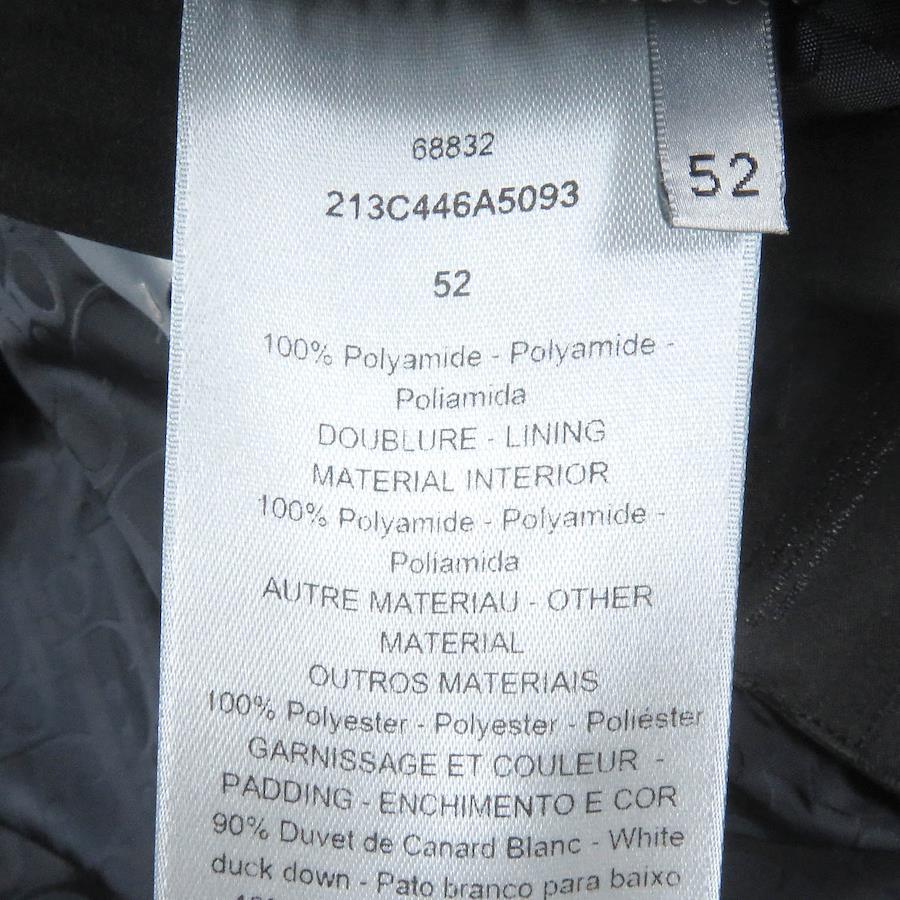 68832
213C446A5093
52
52
100% Polyamide - Polyamide -
Poliamida
DOUBLURE - LINING
MATERIAL INTERIOR
100% Polyamide - Polyamide -
Poliamida
AUTRE MATERIAU - OTHER
MATERIAL
OUTROS MATERIAIS
100% Polyester - Polyester - Poliéster
GARNISSAGE ET COULEUR -
PADDING - ENCHIMENTO E COR
90% Duvet de Canard Blanc - White
duck down - Pato branco para baixo